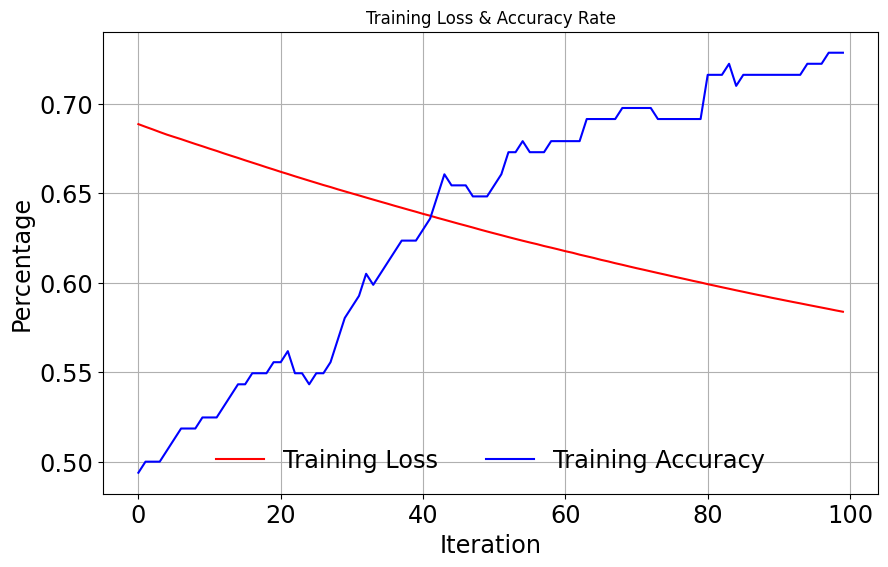 Training Loss & Accuracy Rate
0.70
0.65
0.60
0.55
0.50
Percentage
Training Loss Training Accuracy
0 20 40 60 80 100
Iteration